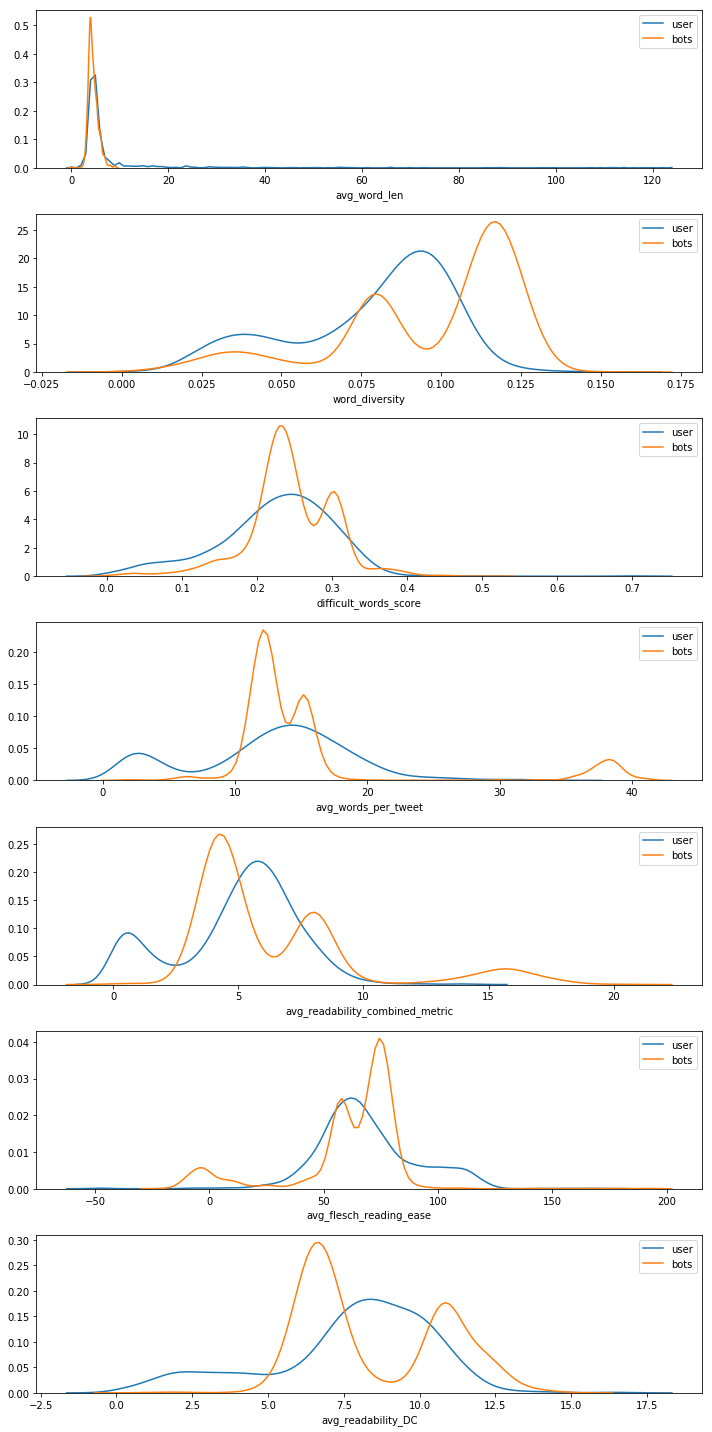 user
bots
0.5
0.4
0.3
0.2
0.1
0.0
0 20 40 60 80 100 120
avg_word_len
user
bots
25
20
15
10
5
0
−0.025 0.000 0.025 0.050 0.075 0.100 0.125 0.150 0.175
word_diversity
user
bots
10
8
6
4
2
0
0.0 0.1 0.2 0.3 0.4 0.5 0.6 0.7
difficult_words_score
user
bots
0.20
0.15
0.10
0.05
0.00
0 10 20 30 40
avg_words_per_tweet
user
bots
0.25
0.20
0.15
0.10
0.05
0.00
0 5 10 15 20
avg_readability_combined_metric
user
bots
0.04
0.03
0.02
0.01
0.00
−50 0 50 100 150 200
avg_flesch_reading_ease
user
bots
0.30
0.25
0.20
0.15
0.10
0.05
0.00
−2.5 0.0 2.5 5.0 7.5 10.0 12.5 15.0 17.5
avg_readability_DC